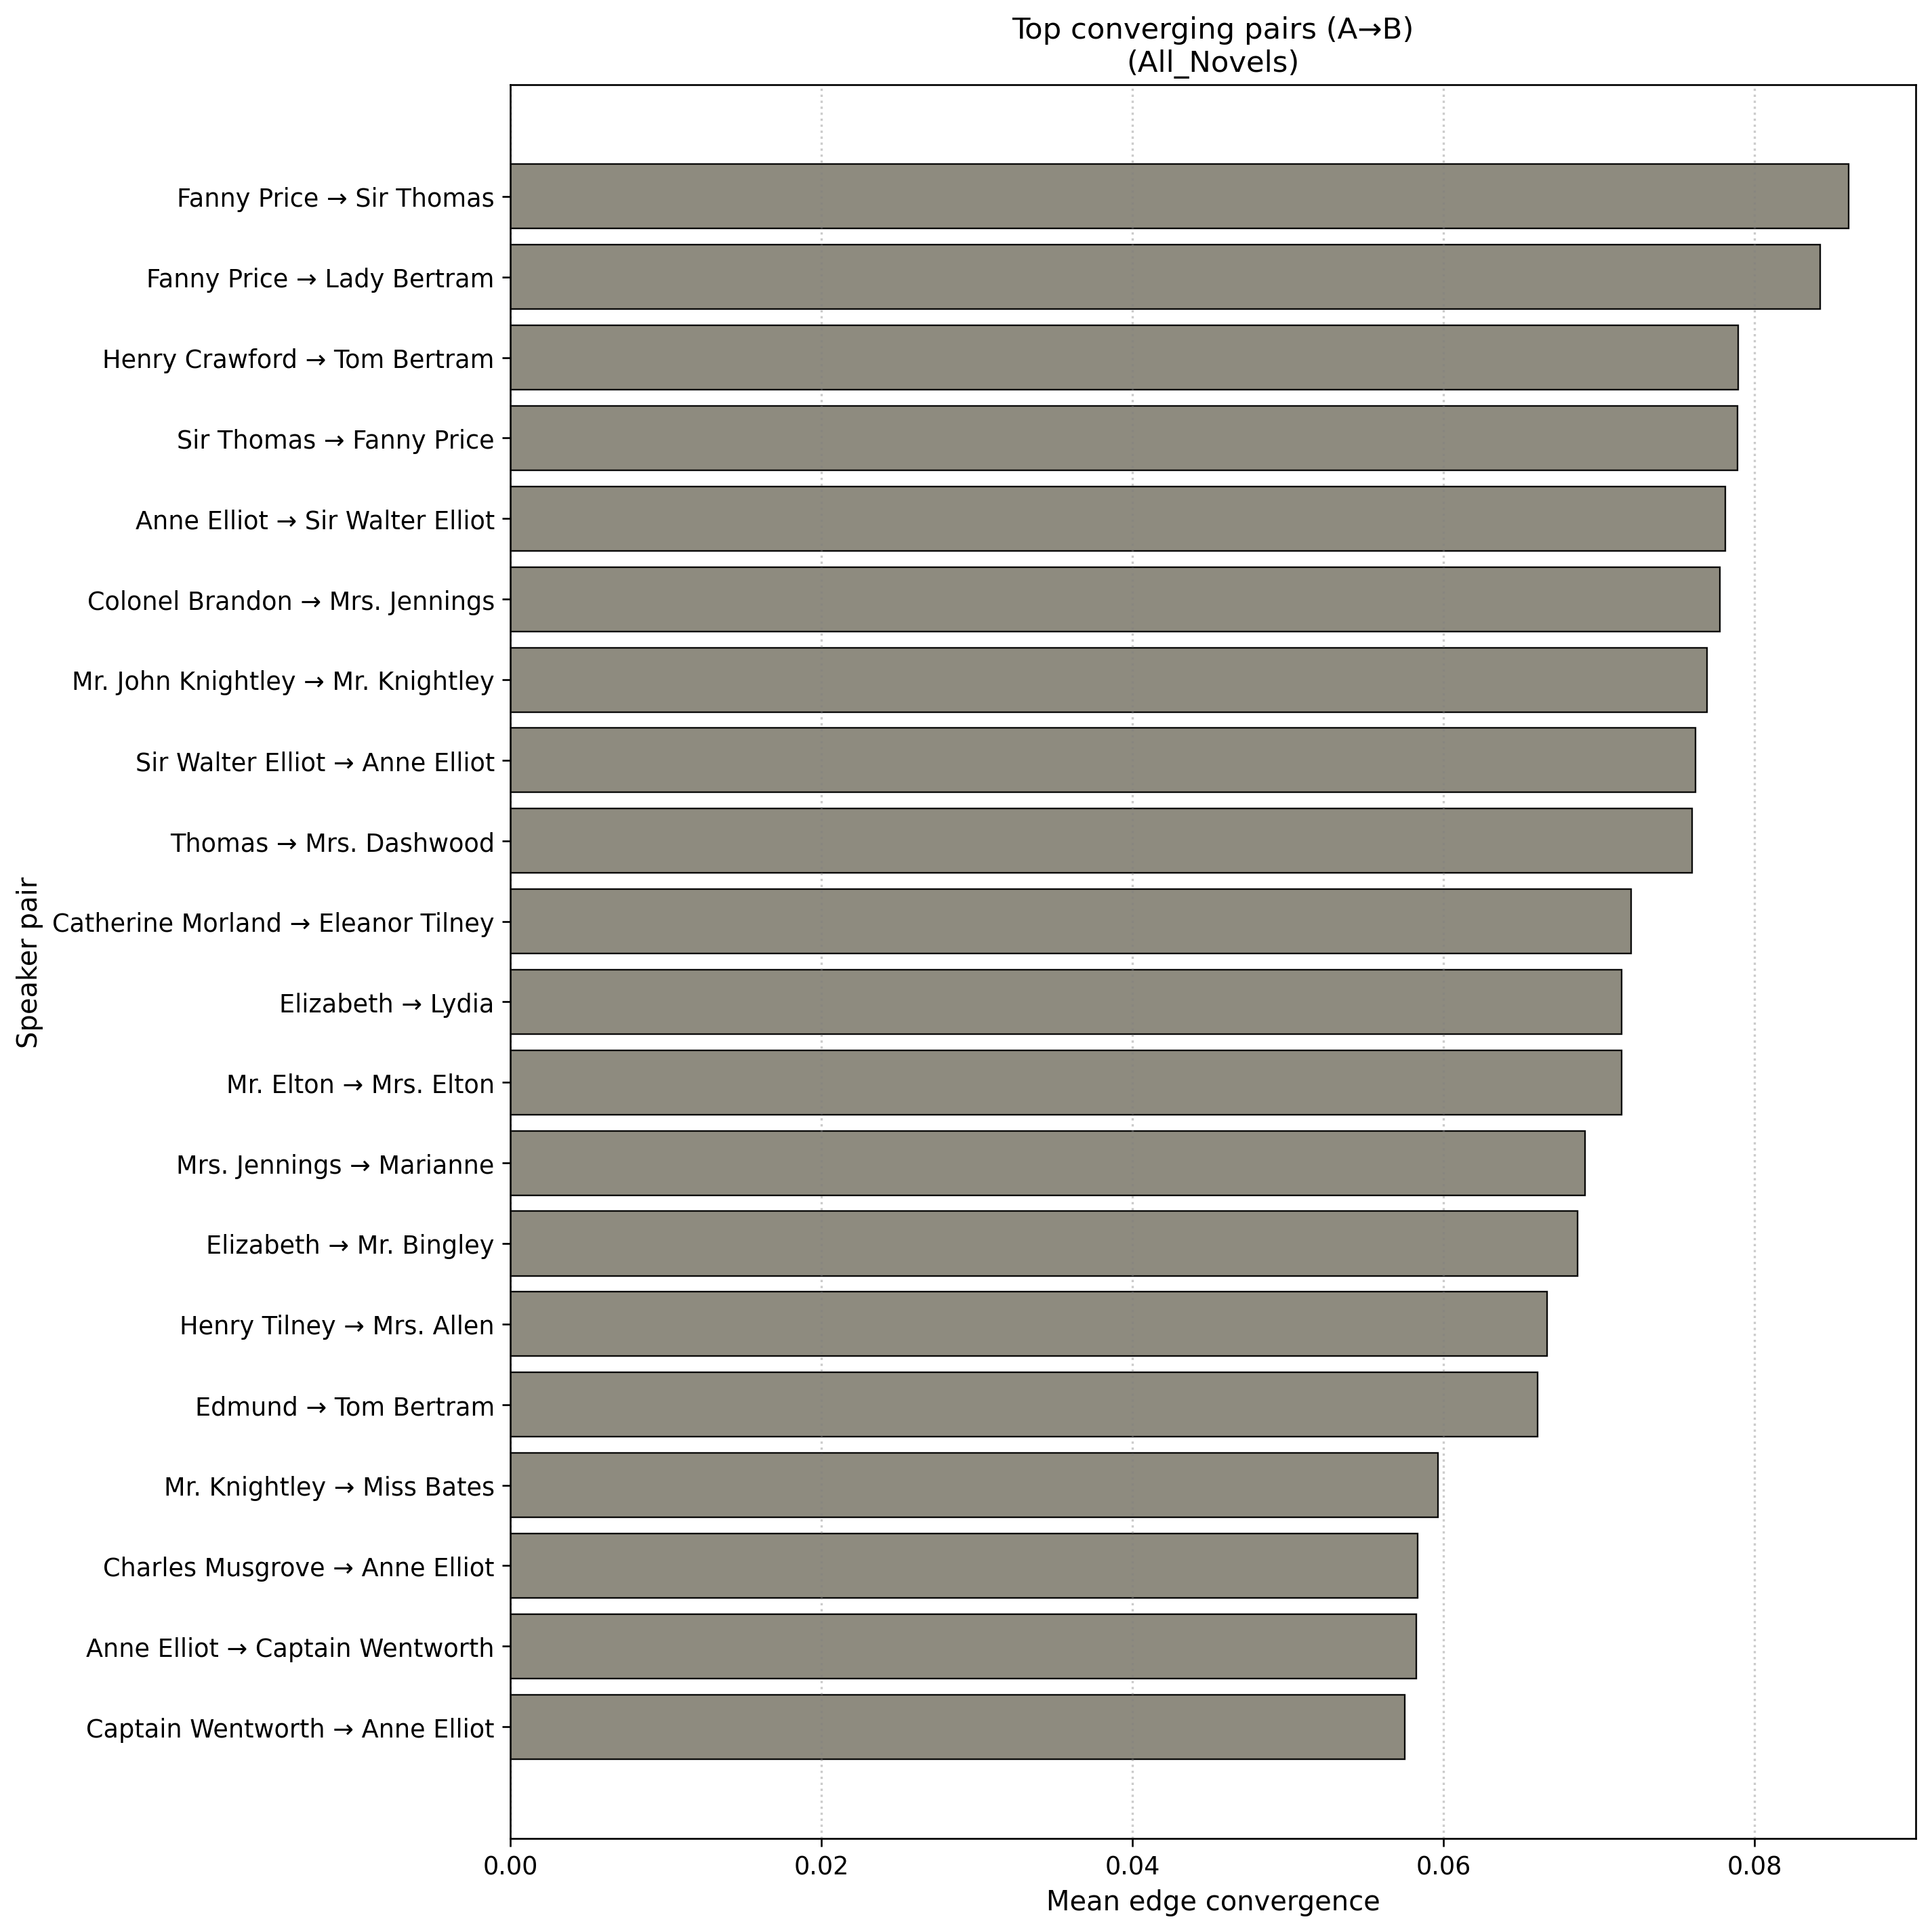 Top converging pairs (A→B)
(All_Novels)
Fanny Price → Sir Thomas
Fanny Price → Lady Bertram
Henry Crawford → Tom Bertram
Sir Thomas → Fanny Price
Anne Elliot → Sir Walter Elliot
Colonel Brandon → Mrs. Jennings
Mr. John Knightley → Mr. Knightley
Sir Walter Elliot → Anne Elliot
Thomas → Mrs. Dashwood
Catherine Morland → Eleanor Tilney
Elizabeth → Lydia
Mr. Elton → Mrs. Elton
Mrs. Jennings → Marianne
Elizabeth → Mr. Bingley
Henry Tilney → Mrs. Allen
Edmund → Tom Bertram
Mr. Knightley → Miss Bates
Charles Musgrove → Anne Elliot
Anne Elliot → Captain Wentworth
Captain Wentworth → Anne Elliot
Speaker pair
0.00 0.02 0.04 0.06 0.08
Mean edge convergence